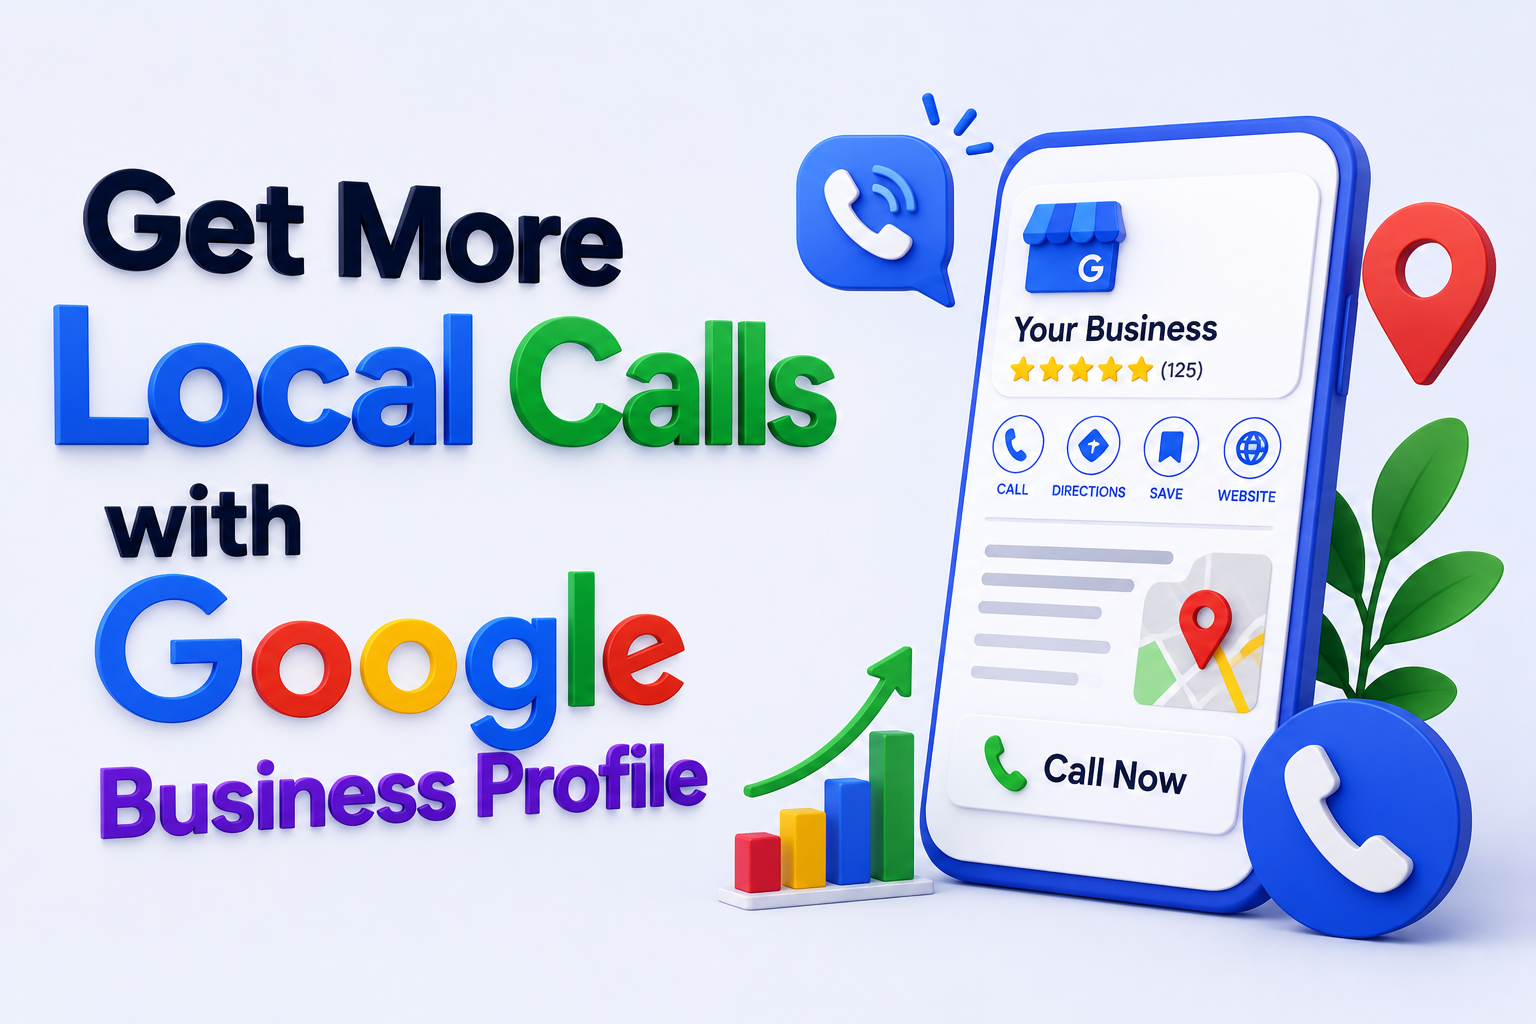 Get More
Local Calls
with
Google
Business Profile
G
Your Business
(125)
CALL DIRECTIONS SAVE WEBSITE
Call Now